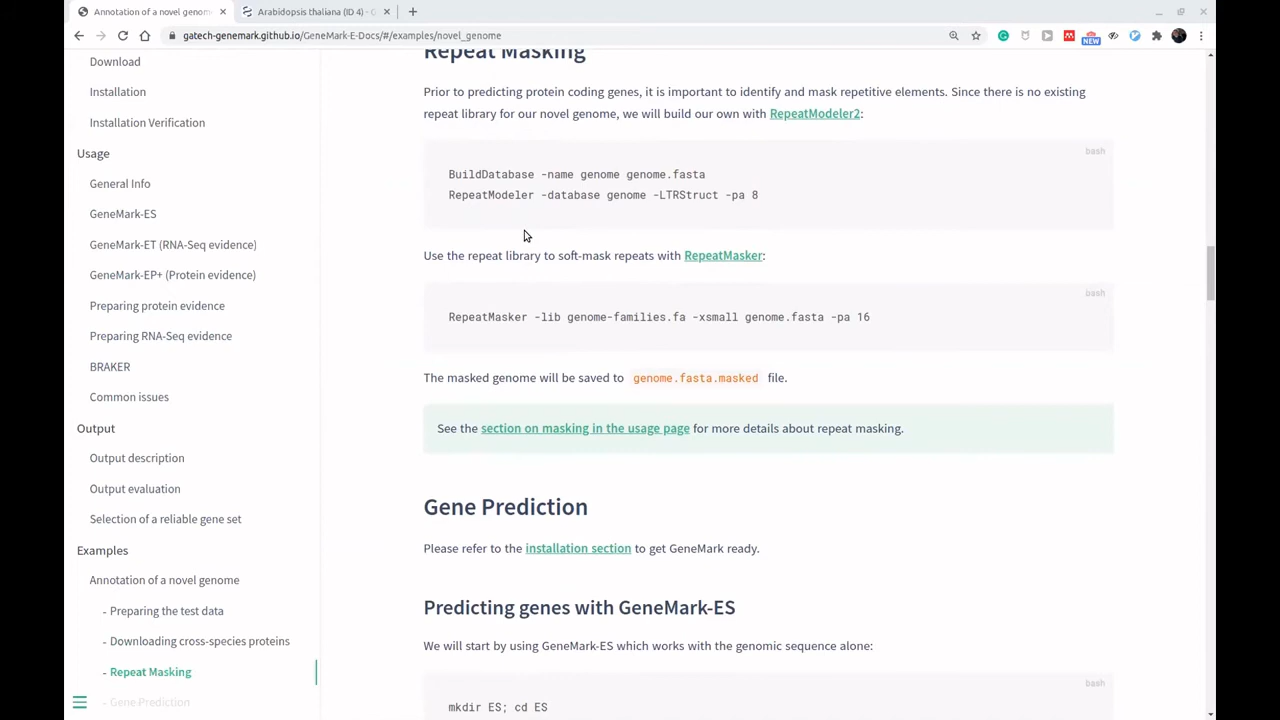 Annotation of a novel genom
Arabidopsis thaliana (ID 4) -
gatech-genemark.github.io/GeneMark-E-Docs/#/examples/novel_genome
NEW
Download
Installation
Installation Verification
Usage
General Info
GeneMark-ES
GeneMark-ET (RNA-Seq evidence)
GeneMark-EP+ (Protein evidence)
Preparing protein evidence
Preparing RNA-Seq evidence
BRAKER
Common issues
Output
Output description
Output evaluation
Selection of a reliable gene set
Examples
Annotation of a novel genome
- Preparing the test data
- Downloading cross-species proteins
- Repeat Masking
- Gene Prediction
Repeat Masking
Prior to predicting protein coding genes, it is important to identify and mask repetitive elements. Since there is no existing
repeat library for our novel genome, we will build our own with RepeatModeler2:
bash
BuildDatabase -name genome genome.fasta
RepeatModeler -database genome -LTRStruct -pa 8
Use the repeat library to soft-mask repeats with RepeatMasker:
bash
RepeatMasker -lib genome-families.fa -xsmall genome.fasta -pa 16
The masked genome will be saved to genome.fasta.masked file.
See the section on masking in the usage page for more details about repeat masking.
Gene Prediction
Please refer to the installation section to get GeneMark ready.
Predicting genes with GeneMark-ES
We will start by using GeneMark-ES which works with the genomic sequence alone:
bash
mkdir ES; cd ES